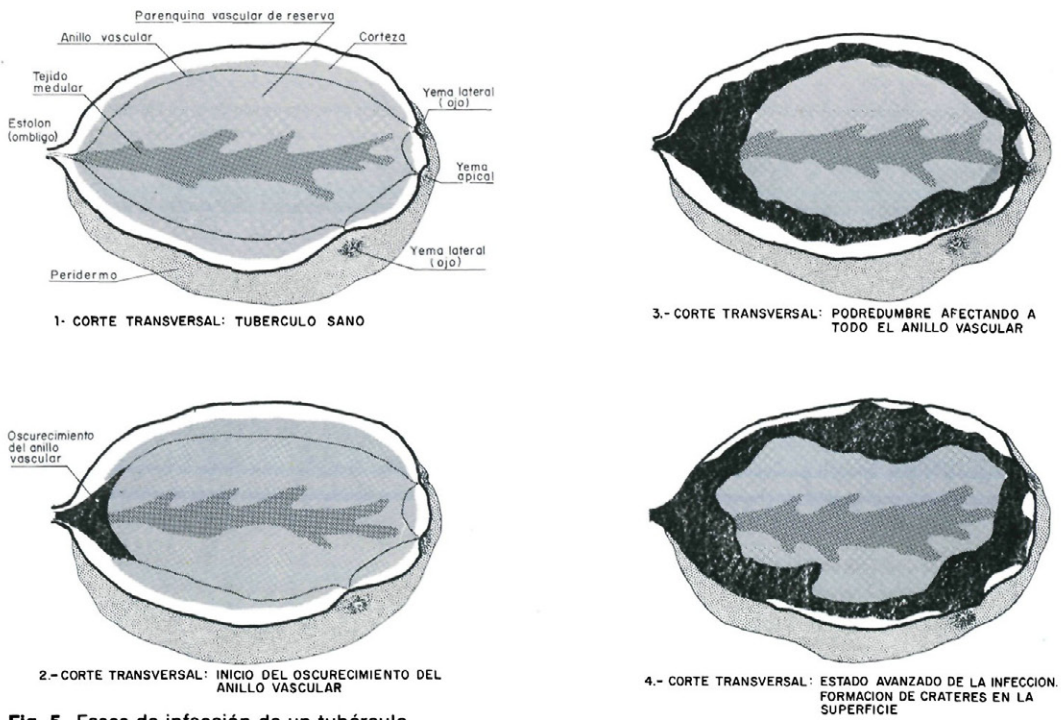 Parenquina vascular de reserva
Anillo vascular
Corteza
Tejido
medular
Yema lateral
(ojo)
Estolon
(ombligo)
Yema
apical
Yema lateral
(ojo)
Peridermo
1- CORTE TRANSVERSAL: TUBERCULO SANO
3.- CORTE TRANSVERSAL: PODREDUMBRE AFECTANDO A
TODO EL ANILLO VASCULAR
Oscurecimiento
del anillo
vascular
2.- CORTE TRANSVERSAL: INICIO DEL OSCURECIMIENTO DEL
ANILLO VASCULAR
4.- CORTE TRANSVERSAL: ESTADO AVANZADO DE LA INFECCION.
FORMACION DE CRATERES EN LA
SUPERFICIE
Fig. 5. Fases de infección de un tubérculo